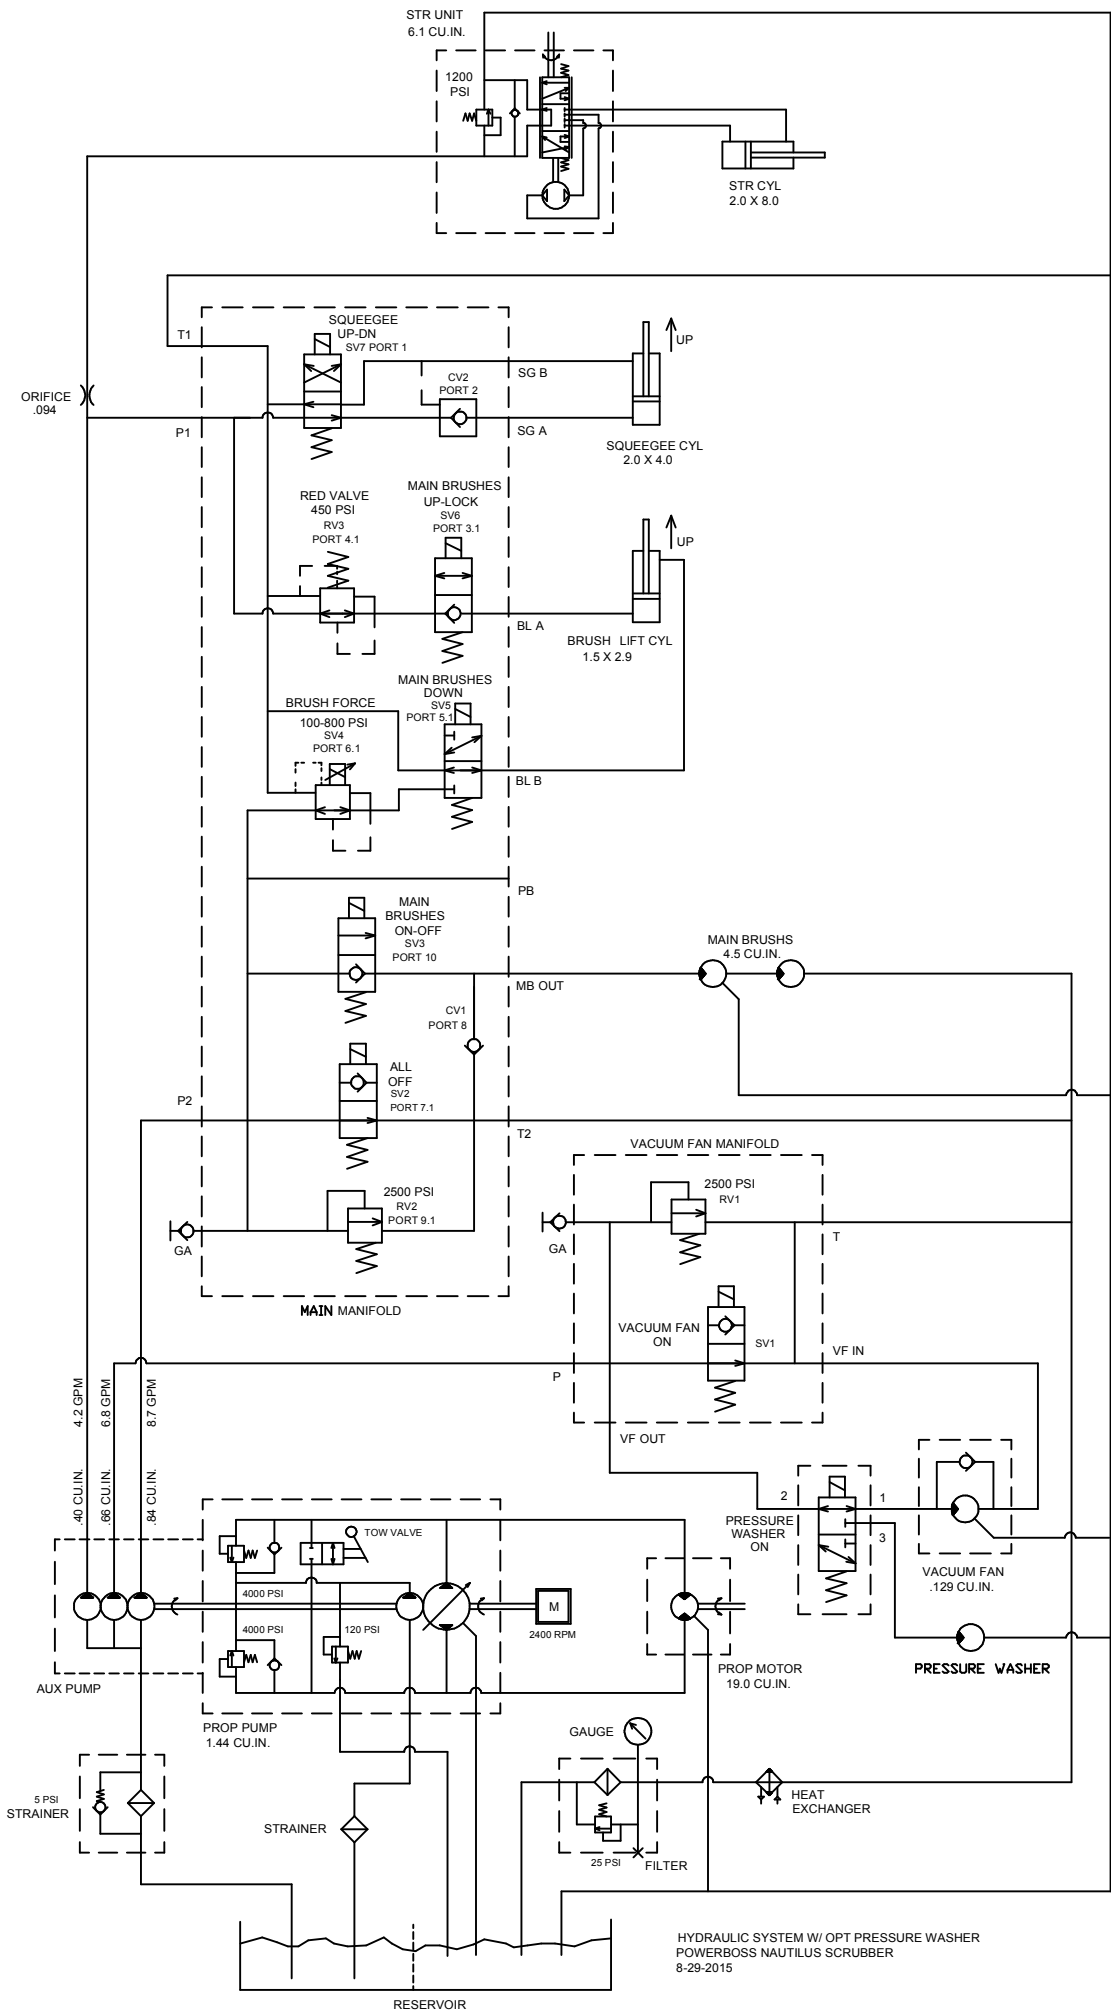 STR UNIT
6.1 CU.IN.
1200
PSI
STR CYL
2.0 X 8.0
SQUEEGEE
UP-DN
SV7 PORT 1
T1
UP
SG B
CV2
PORT 2
ORIFICE
.094
P1
SG A
SQUEEGEE CYL
2.0 X 4.0
MAIN BRUSHES
UP-LOCK
SV6
PORT 3.1
RED VALVE
450 PSI
RV3
PORT 4.1
UP
BL A
BRUSH LIFT CYL
1.5 X 2.9
MAIN BRUSHES
DOWN
SV5
PORT 5.1
BRUSH FORCE
100-800 PSI
SV4
PORT 6.1
BL B
PB
MAIN
BRUSHES
ON-OFF
SV3
PORT 10
MAIN BRUSHS
4.5 CU.IN.
MB OUT
CV1
PORT 8
ALL
OFF
SV2
PORT 7.1
P2
T2
VACUUM FAN MANIFOLD
2500 PSI
RV2
PORT 9.1
2500 PSI
RV1
GA
GA
T
MAIN MANIFOLD
VACUUM FAN
ON
SV1
VF IN
P
4.2 GPM
6.8 GPM
8.7 GPM
VF OUT
.40 CU.IN.
.66 CU.IN.
.84 CU.IN.
2
1
PRESSURE
WASHER
ON
3
TOW VALVE
VACUUM FAN
.129 CU.IN.
4000 PSI
M
4000 PSI
120 PSI
2400 RPM
PRESSURE WASHER
AUX PUMP
PROP MOTOR
19.0 CU.IN.
PROP PUMP
1.44 CU.IN.
GAUGE
5 PSI
STRAINER
STRAINER
HEAT
EXCHANGER
25 PSI
FILTER
HYDRAULIC SYSTEM W/ OPT PRESSURE WASHER
POWERBOSS NAUTILUS SCRUBBER
8-29-2015
RESERVOIR